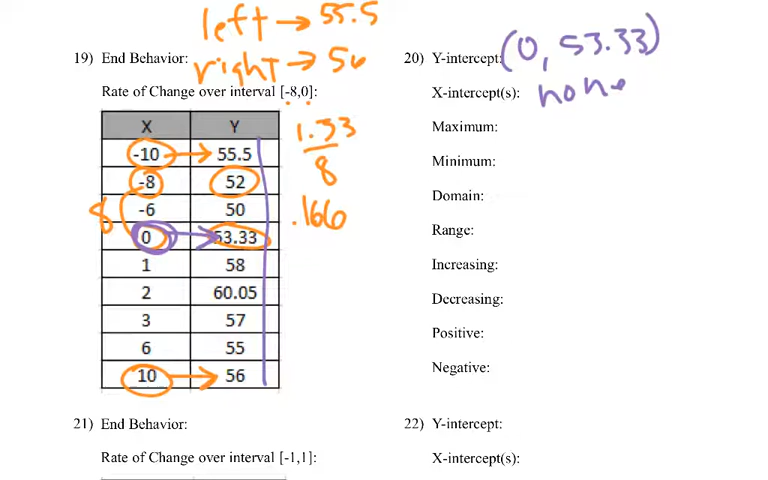 left → 55.5
19) End Behavior: right → 56
Rate of Change over interval [-8,0]:
X Y
-10 55.5
-8 52
-6 50
0 53.33
1 58
2 60.05
3 57
6 55
10 56
8
1.33
8
.166
20) Y-intercept: (0, 53.33)
X-intercept(s): none
Maximum:
Minimum:
Domain:
Range:
Increasing:
Decreasing:
Positive:
Negative:
21) End Behavior:
Rate of Change over interval [-1,1]:
22) Y-intercept:
X-intercept(s):